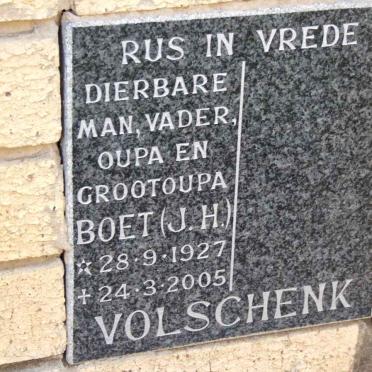 RUS IN VREDE
DIERBARE
MAN, VADER,
OUPA EN
GROOTOUPA
BOET (J.H.)
☆ 28·9·1927
+ 24·3·2005
VOLSCHENK